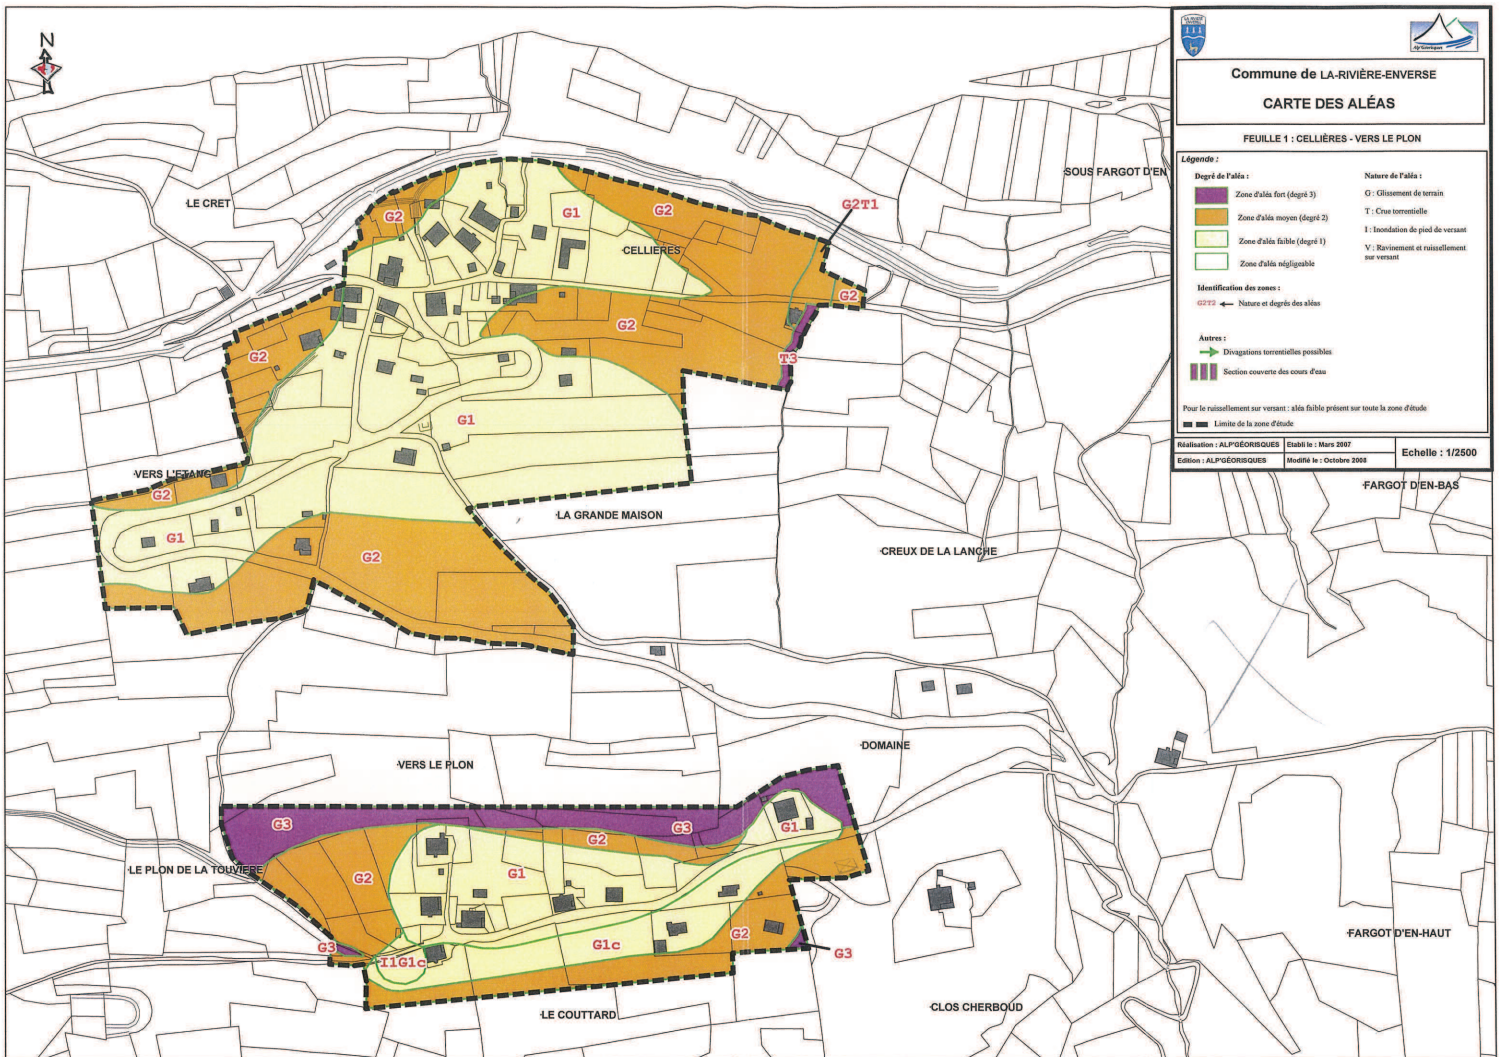 N
LA RIVIÈRE
ENVERSE
Alp'Géorisques
Commune de LA-RIVIÈRE-ENVERSE
CARTE DES ALÉAS
FEUILLE 1 : CELLIÈRES - VERS LE PLON
Légende :
Degré de l'aléa :
Zone d'aléa fort (degré 3)
Zone d'aléa moyen (degré 2)
Zone d'aléa faible (degré 1)
Zone d'aléa négligeable
Nature de l'aléa :
G : Glissement de terrain
T : Crue torrentielle
I : Inondation de pied de versant
V : Ravinement et ruissellement
sur versant
Identification des zones :
G2T2 Nature et degrés des aléas
Autres :
Divagations torrentielles possibles
Section couverte des cours d'eau
Pour le ruissellement sur versant : aléa faible présent sur toute la zone d'étude
Limite de la zone d'étude
Réalisation : ALP'GÉORISQUES
Etabli le : Mars 2007
Echelle : 1/2500
Edition : ALP'GÉORISQUES
Modifié le : Octobre 2008
SOUS FARGOT D'EN
LE CRET
G2
G1
G2
G2T1
CELLIERES
G2
G2
G2
T3
G1
VERS L'ETANG
G2
FARGOT D'EN-BAS
LA GRANDE MAISON
G1
G2
CREUX DE LA LANCHE
DOMAINE
VERS LE PLON
G3
G3
G1
G2
LE PLON DE LA TOUVIERE
G2
G1
G2
FARGOT D'EN-HAUT
G3
G1c
G3
I1G1c
CLOS CHERBOUD
LE COUTTARD